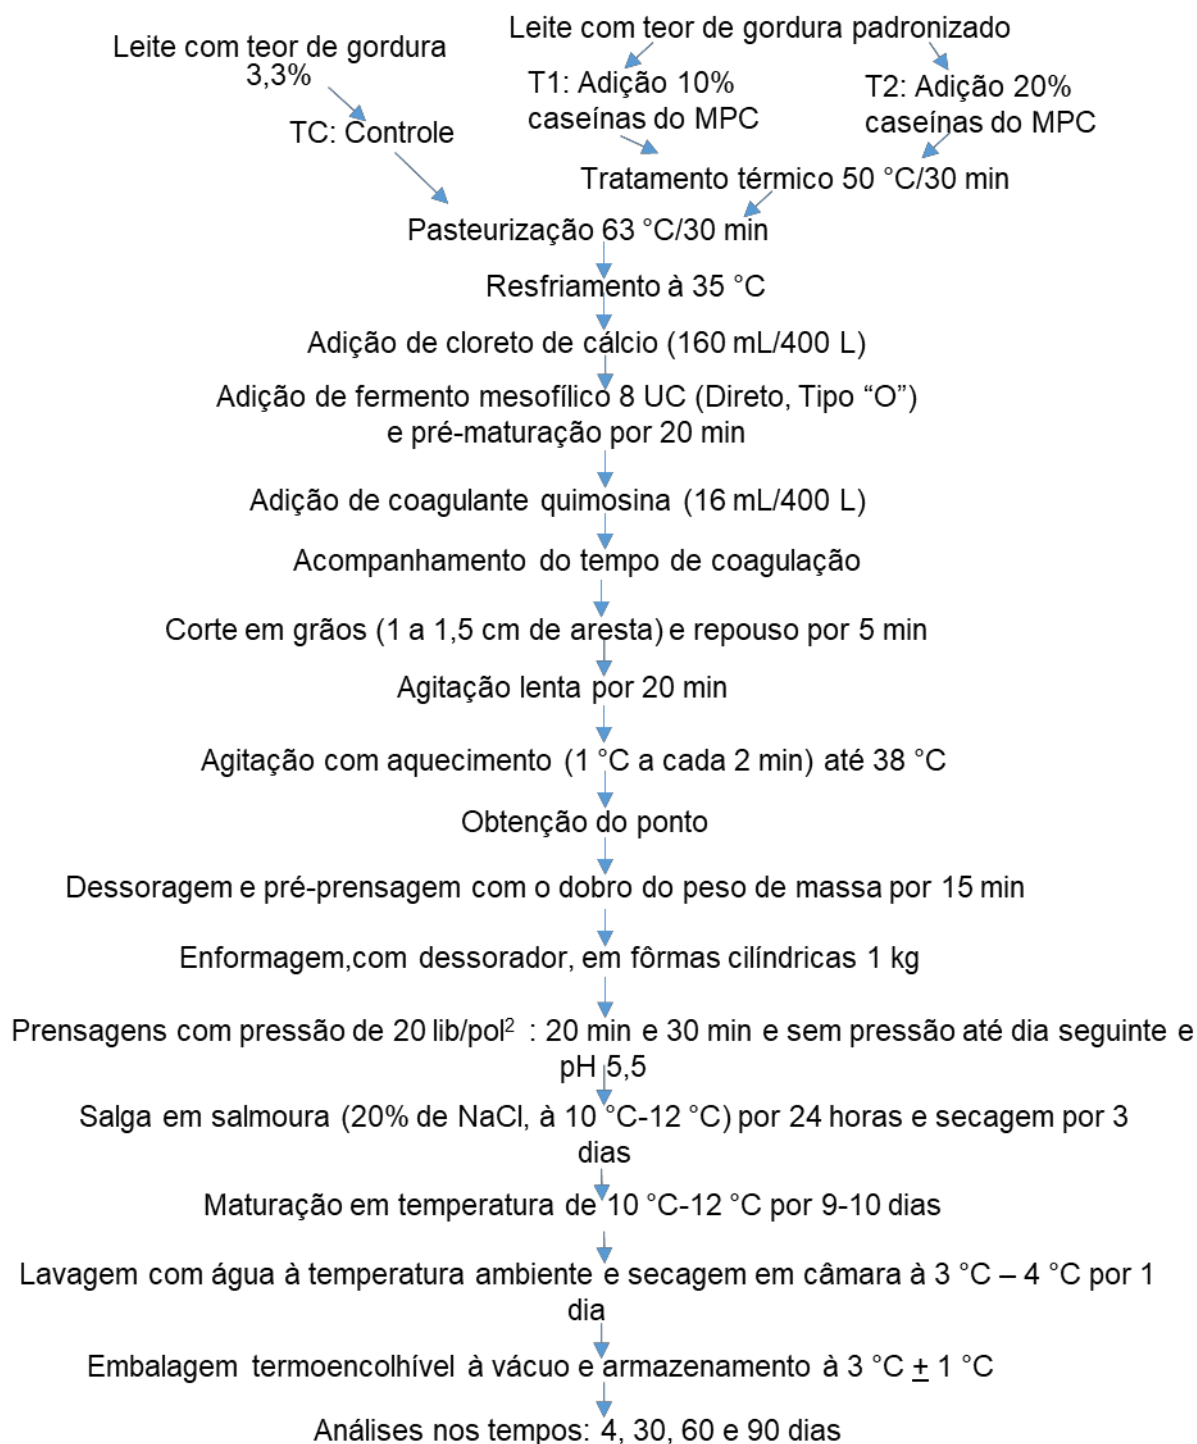 Leite com teor de gordura
3,3%
TC: Controle
Leite com teor de gordura padronizado
T1: Adição 10%
caseínas do MPC
T2: Adição 20%
caseínas do MPC
Tratamento térmico 50 °C/30 min
Pasteurização 63 °C/30 min
Resfriamento à 35 °C
Adição de cloreto de cálcio (160 mL/400 L)
Adição de fermento mesofílico 8 UC (Direto, Tipo “O”)
e pré-maturação por 20 min
Adição de coagulante quimosina (16 mL/400 L)
Acompanhamento do tempo de coagulação
Corte em grãos (1 a 1,5 cm de aresta) e repouso por 5 min
Agitação lenta por 20 min
Agitação com aquecimento (1 °C a cada 2 min) até 38 °C
Obtenção do ponto
Dessoragem e pré-prensagem com o dobro do peso de massa por 15 min
Enformagem,com dessorador, em fôrmas cilíndricas 1 kg
Prensagens com pressão de 20 lib/pol² : 20 min e 30 min e sem pressão até dia seguinte e
pH 5,5
Salga em salmoura (20% de NaCl, à 10 °C-12 °C) por 24 horas e secagem por 3
dias
Maturação em temperatura de 10 °C-12 °C por 9-10 dias
Lavagem com água à temperatura ambiente e secagem em câmara à 3 °C – 4 °C por 1
dia
Embalagem termoencolhível à vácuo e armazenamento à 3 °C ± 1 °C
Análises nos tempos: 4, 30, 60 e 90 dias